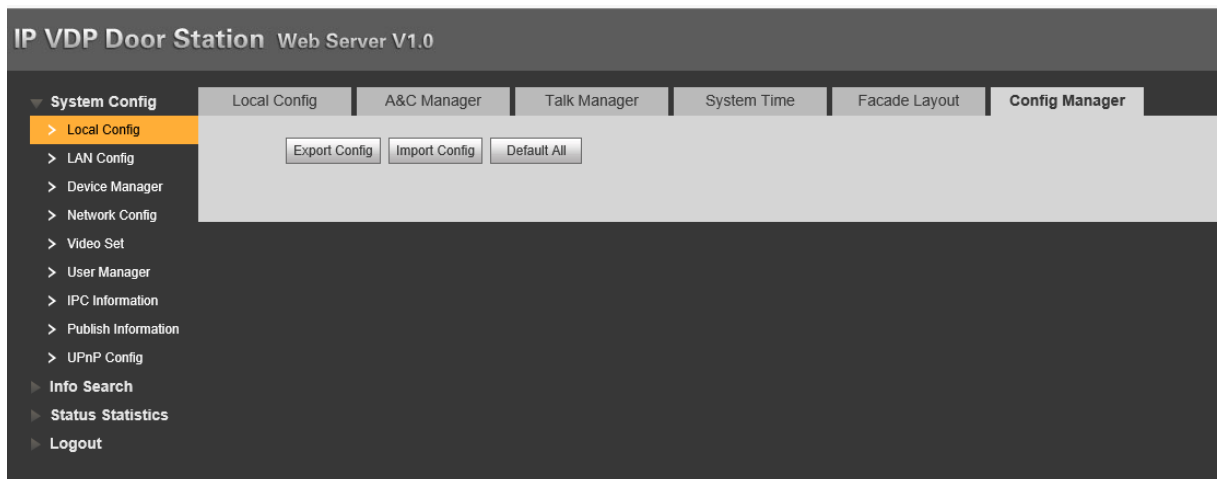 IP VDP Door Station Web Server V1.0
System Config
Local Config
LAN Config
Device Manager
Network Config
Video Set
User Manager
IPC Information
Publish Information
UPnP Config
Info Search
Status Statistics
Logout
Local Config A&C Manager Talk Manager System Time Facade Layout Config Manager
Export Config Import Config Default All